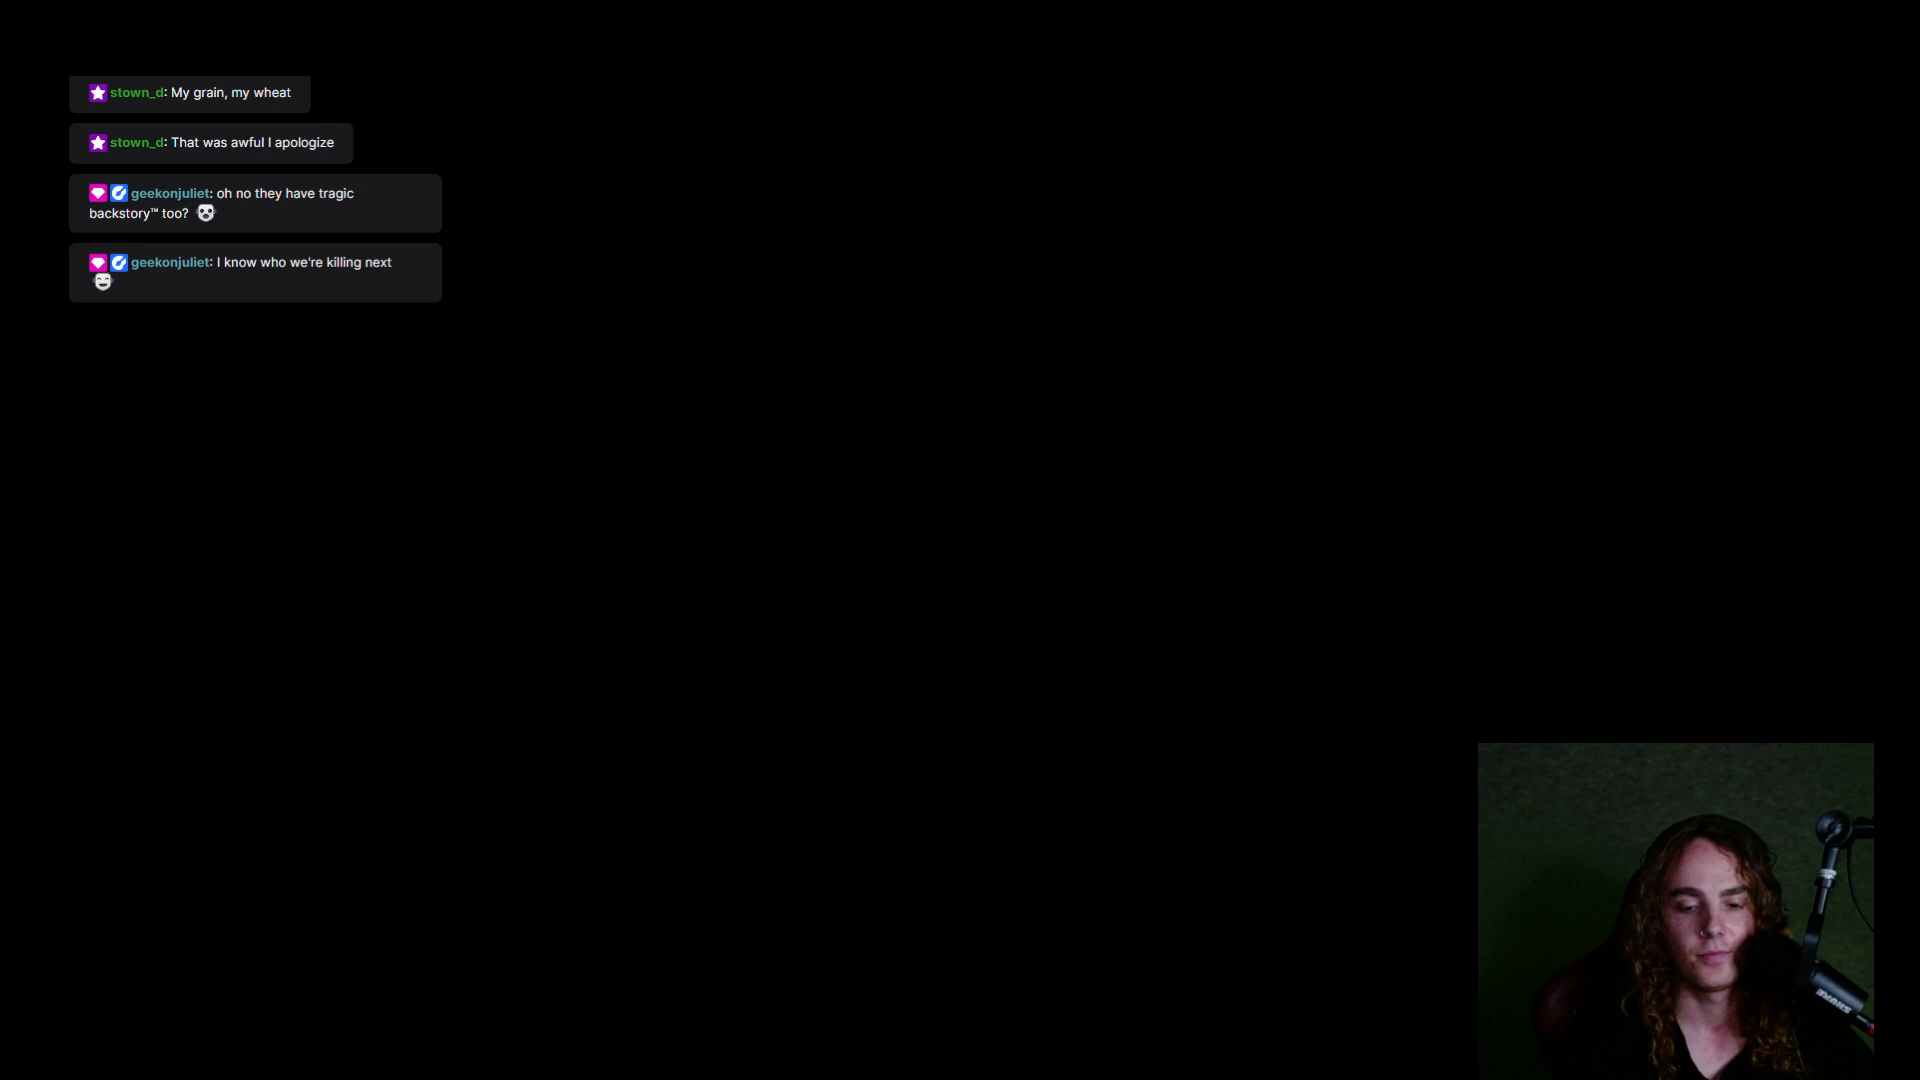 stown_d: My grain, my wheat
stown_d: That was awful I apologize
geekonjuliet: oh no they have tragic
backstory™ too?
geekonjuliet: I know who we're killing next
SHURE